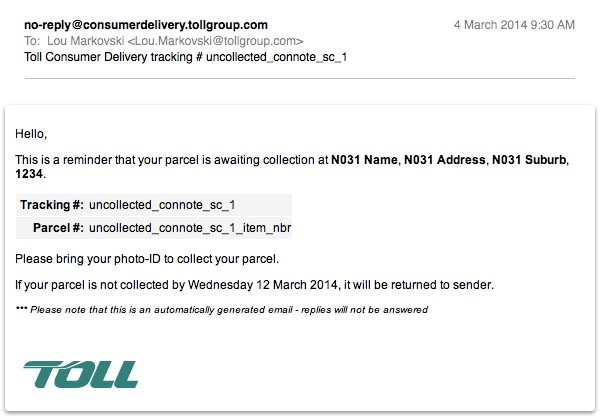 no-reply@consumerdelivery.tollgroup.com 4 March 2014 9:30 AM
To: Lou Markovski <Lou.Markovski@tollgroup.com>
Toll Consumer Delivery tracking # uncollected_connote_sc_1
Hello,
This is a reminder that your parcel is awaiting collection at N031 Name, N031 Address, N031 Suburb,
1234.
Tracking #: uncollected_connote_sc_1
Parcel #: uncollected_connote_sc_1_item_nbr
Please bring your photo-ID to collect your parcel.
If your parcel is not collected by Wednesday 12 March 2014, it will be returned to sender.
*** Please note that this is an automatically generated email - replies will not be answered
TOLL